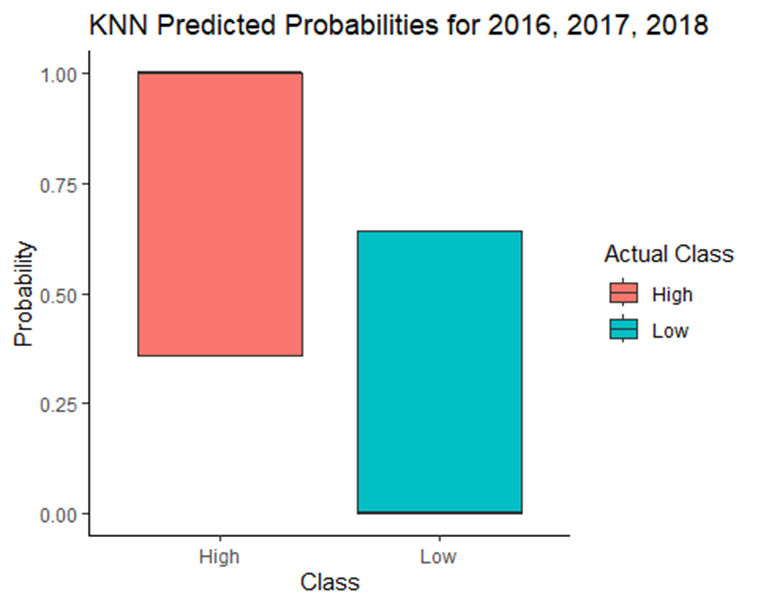 KNN Predicted Probabilities for 2016, 2017, 2018
1.00
0.75
0.50
0.25
0.00
Probability
High
Low
Class
Actual Class
High
Low